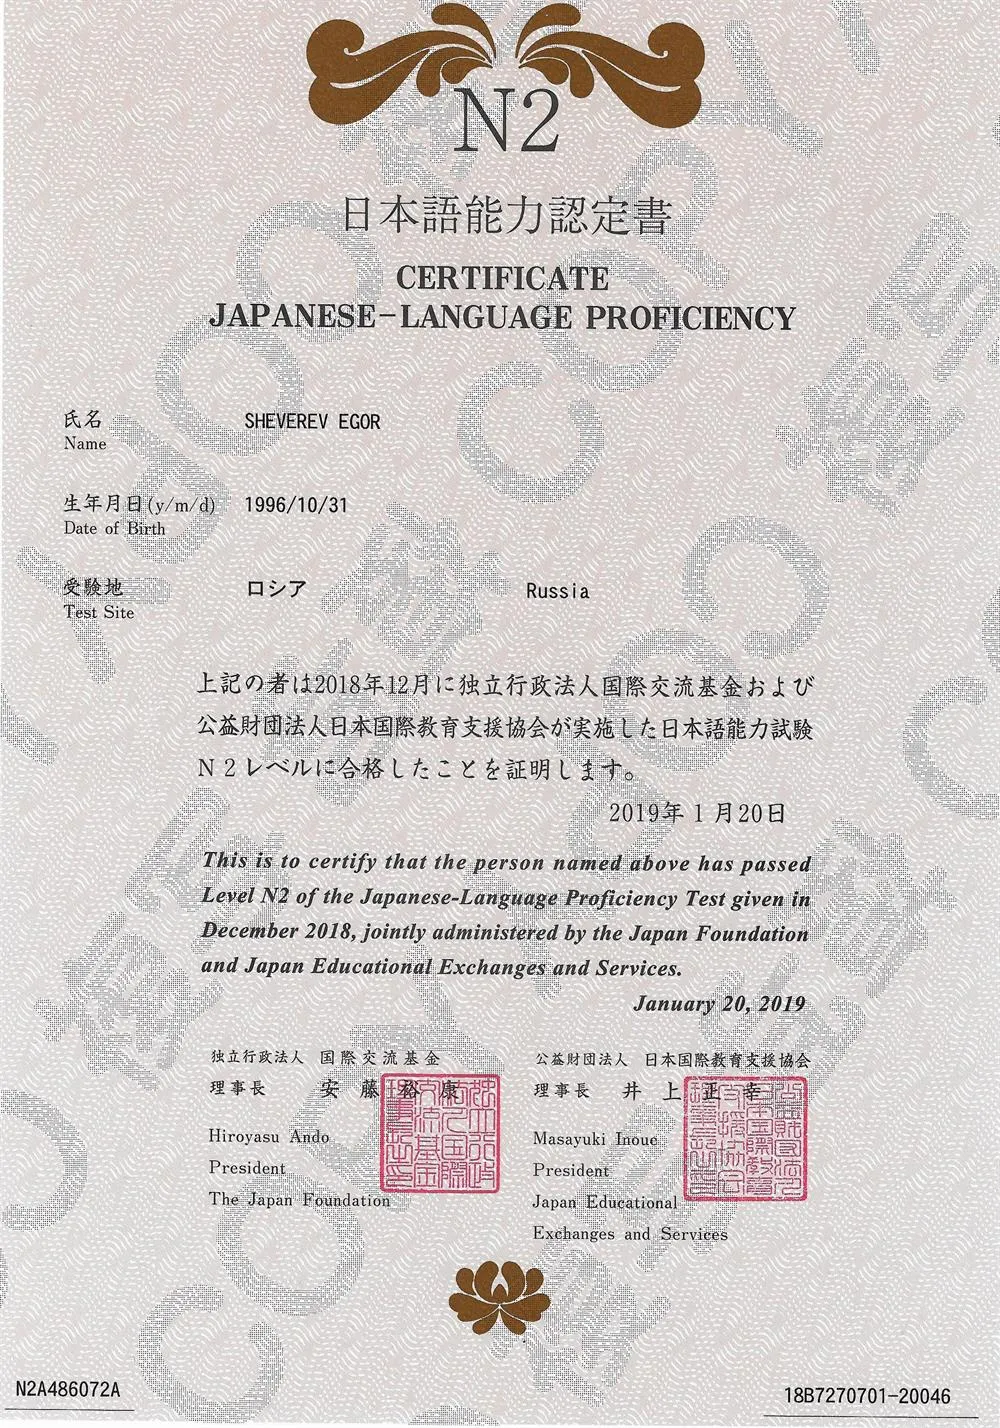 N2
日本語能力認定書
CERTIFICATE
JAPANESE-LANGUAGE PROFICIENCY
氏名 SHEVEREV EGOR
Name
生年月日(y/m/d) 1996/10/31
Date of Birth
受験地 ロシア Russia
Test Site
上記の者は2018年12月に独立行政法人国際交流基金および
公益財団法人日本国際教育支援協会が実施した日本語能力試験
N2レベルに合格したことを証明します。
2019年1月20日
This is to certify that the person named above has passed
Level N2 of the Japanese-Language Proficiency Test given in
December 2018, jointly administered by the Japan Foundation
and Japan Educational Exchanges and Services.
January 20, 2019
独立行政法人 国際交流基金
理事長 安藤裕康
Hiroyasu Ando
President
The Japan Foundation
公益財団法人 日本国際教育支援協会
理事長 井上正幸
Masayuki Inoue
President
Japan Educational
Exchanges and Services
N2A486072A
18B7270701-20046